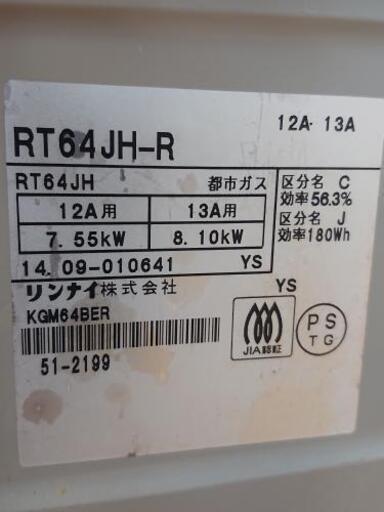 12A・13A
RT64JH-R
RT64JH 都市ガス
12A用 13A用
7.55kW 8.10kW
区分名 C
効率56.3%
区分名 J
効率180Wh
14.09-010641 YS
リンナイ株式会社 YS
KGM64BER
51-2199
JIA認証
PS
TG